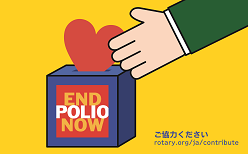 END
POLIO
NOW
ご協力ください
rotary.org/ja/contribute